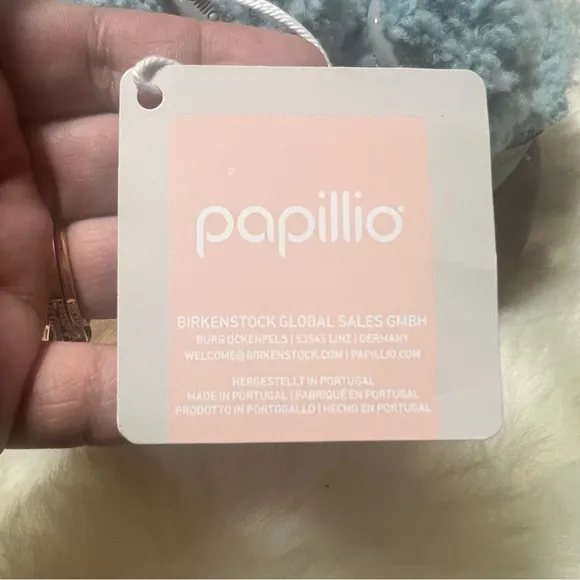 papillio
BIRKENSTOCK GLOBAL SALES GMBH
BURG OCKENFELS | 53545 LINZ | GERMANY
WELCOME@BIRKENSTOCK.COM | PAPILLIO.COM
HERGESTELLT IN PORTUGAL
MADE IN PORTUGAL | FABRIQUÉ EN PORTUGAL
PRODOTTO IN PORTOGALLO | HECHO EN PORTUGAL